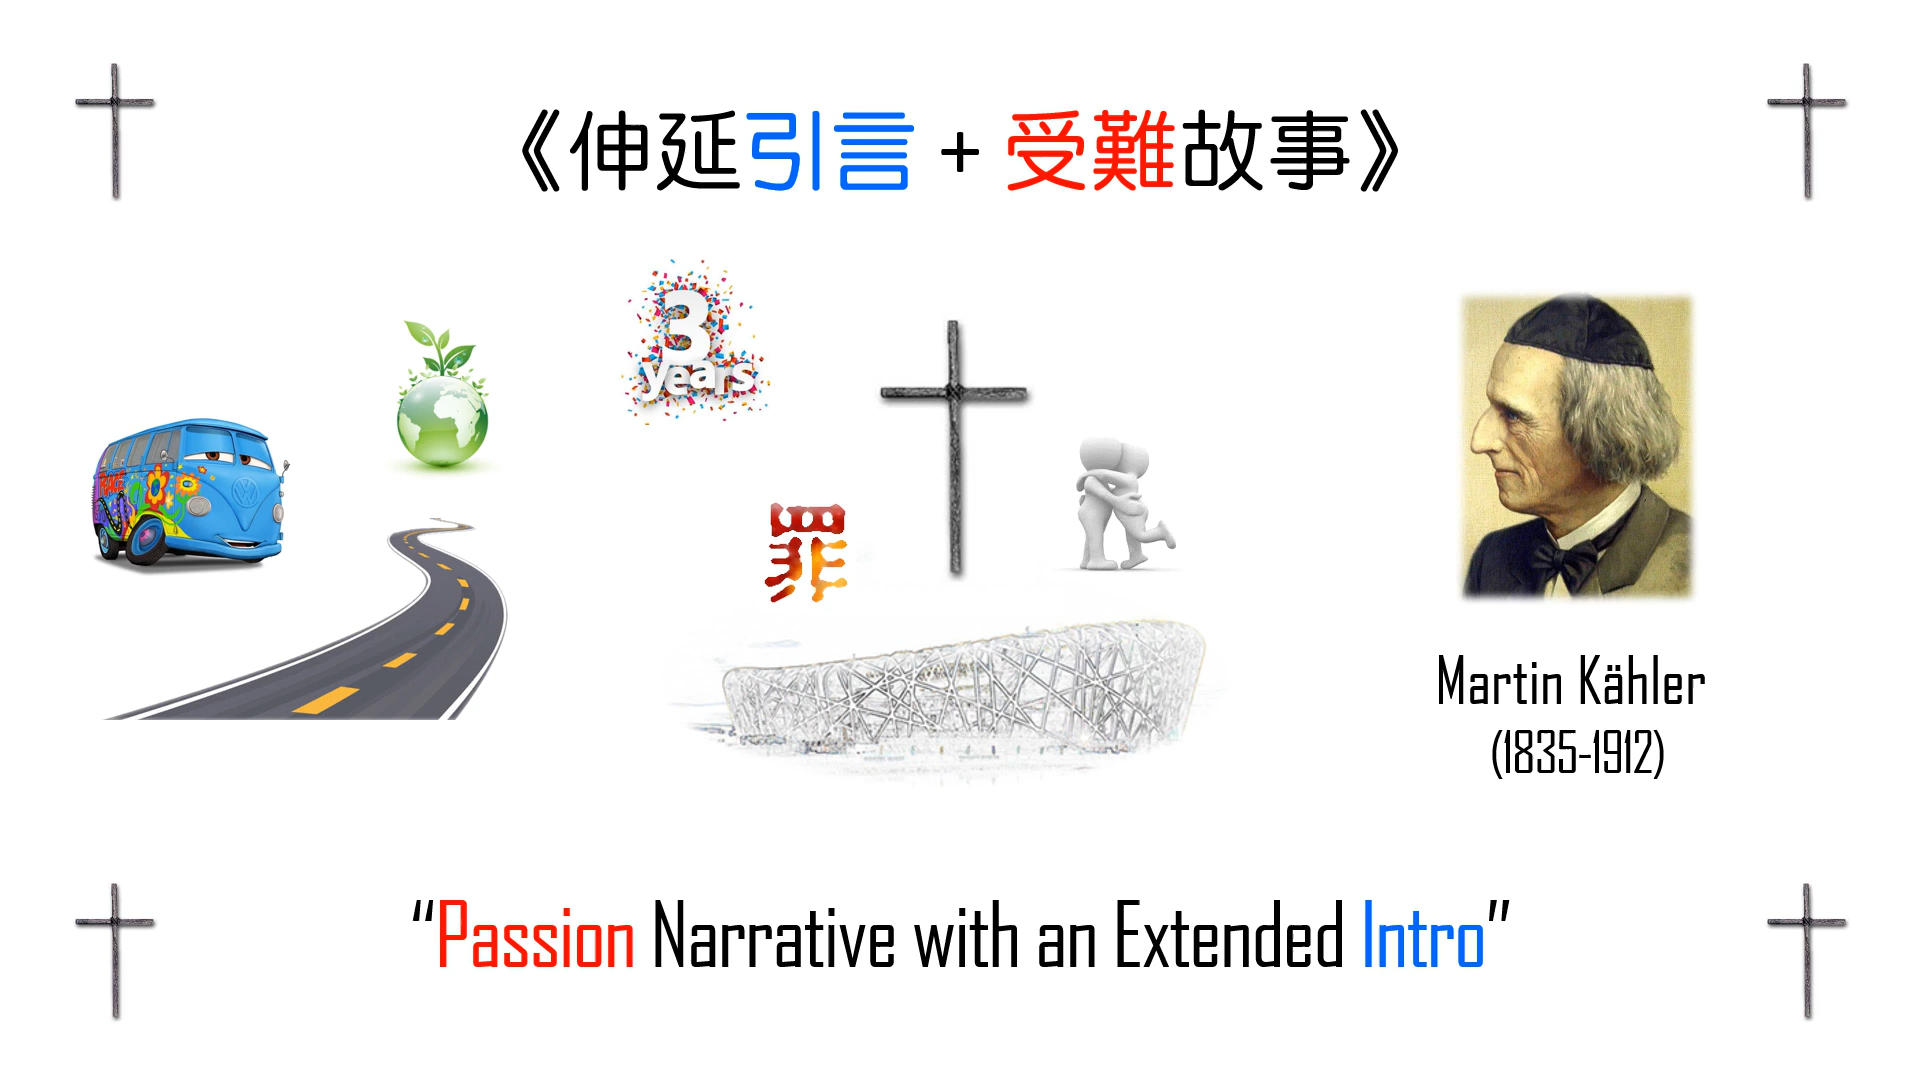 《伸延引言 + 受難故事》
3
years
罪
Martin Kähler
(1835-1912)
“Passion Narrative with an Extended Intro”